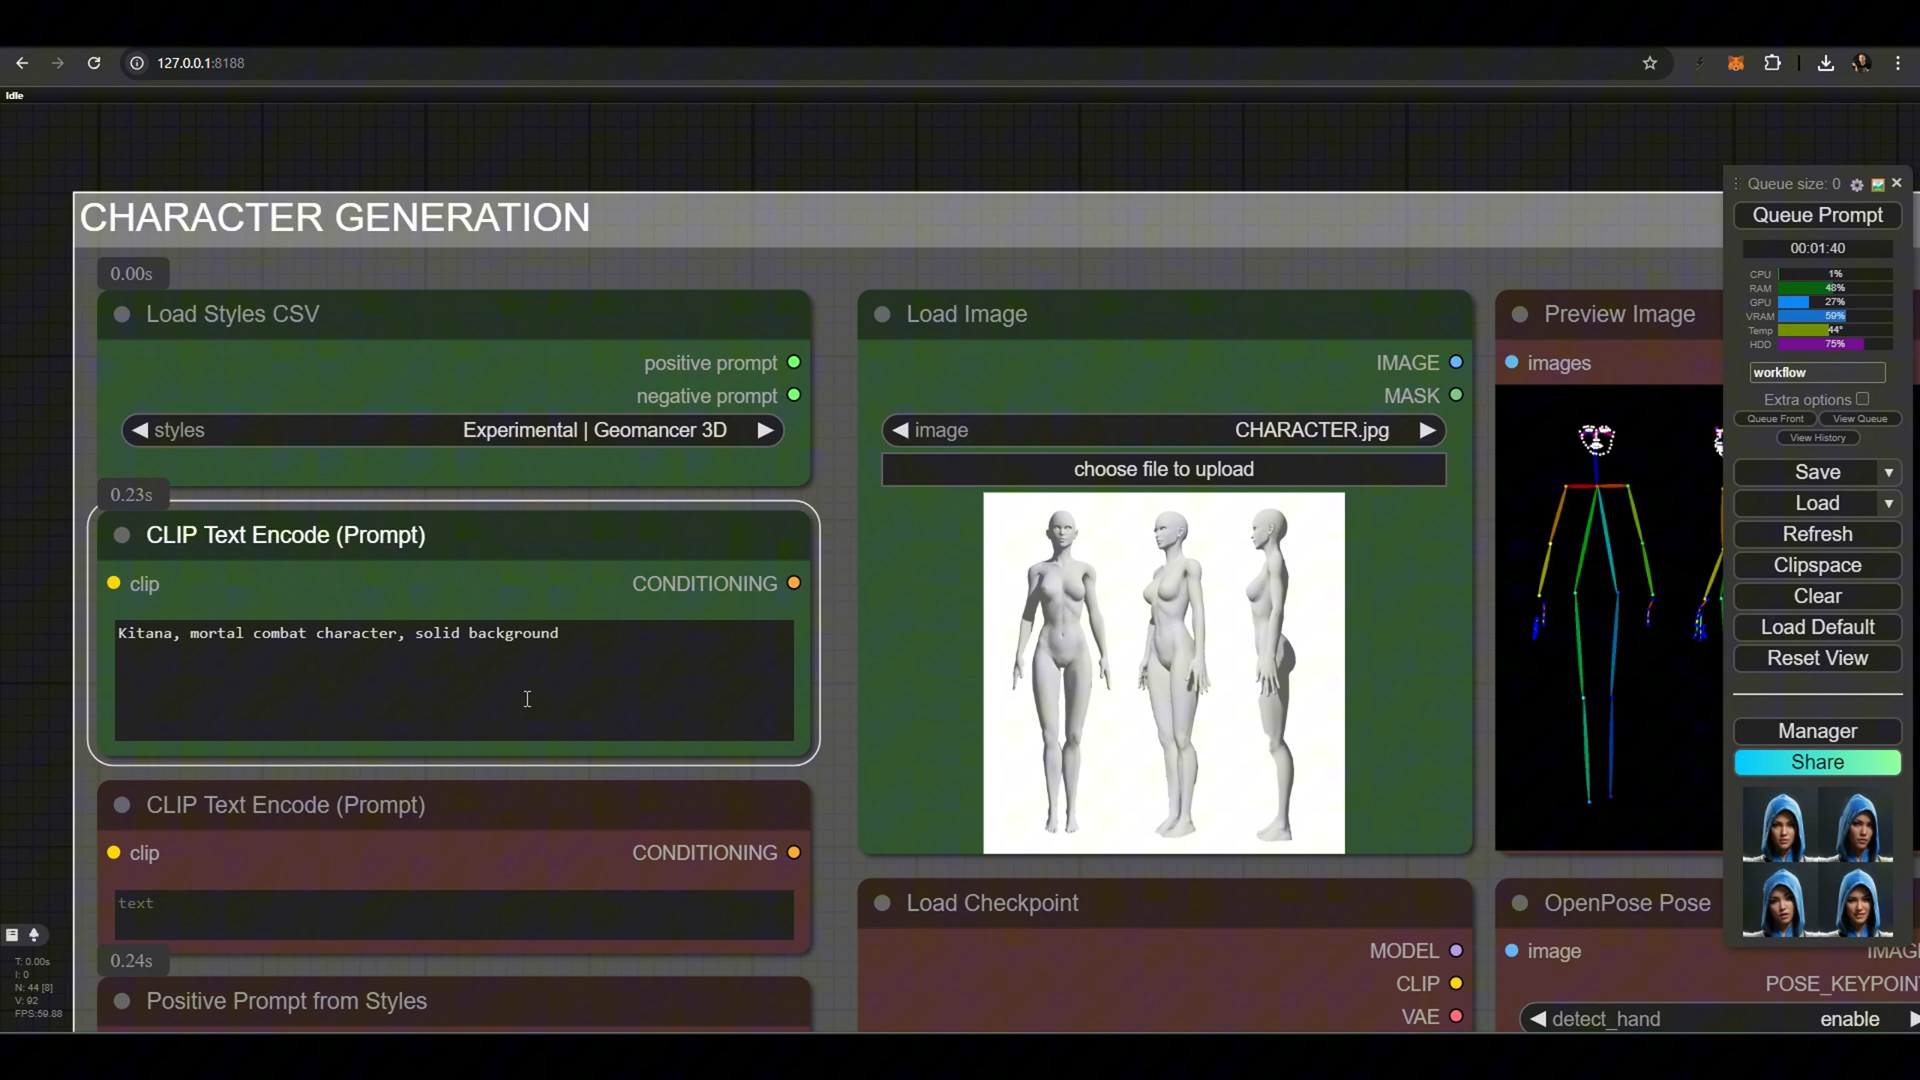 127.0.0.1:8188
Idle
CHARACTER GENERATION
0.00s
Load Styles CSV
positive prompt
negative prompt
styles
Experimental | Geomancer 3D
0.23s
CLIP Text Encode (Prompt)
clip
CONDITIONING
Kitana, mortal combat character, solid background
CLIP Text Encode (Prompt)
clip
CONDITIONING
text
0.24s
Positive Prompt from Styles
T: 0.00s
I: 0
N: 44 [8]
V: 92
FPS:59.88
Load Image
IMAGE
MASK
image
CHARACTER.jpg
choose file to upload
Load Checkpoint
MODEL
CLIP
VAE
Preview Image
images
OpenPose Pose
image
IMAG
POSE_KEYPOIN
detect_hand
enable
Queue size: 0
Queue Prompt
00:01:40
CPU 1%
RAM 48%
GPU 27%
VRAM 59%
Temp 44°
HDD 75%
workflow
Extra options
Queue Front
View Queue
View History
Save
Load
Refresh
Clipspace
Clear
Load Default
Reset View
Manager
Share